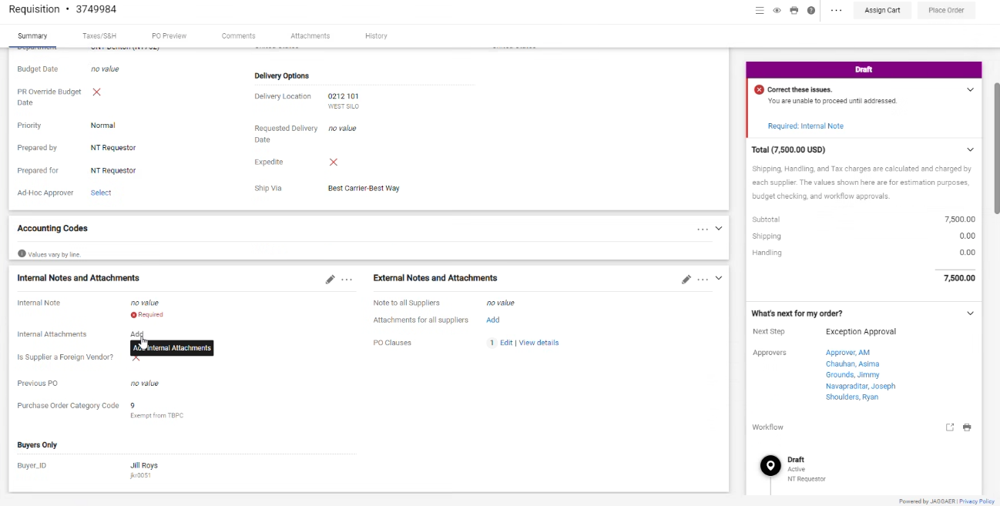 Requisition • 3749984
Assign Cart
Place Order
Summary
Taxes/S&H
PO Preview
Comments
Attachments
History
Department
UNT Denton (NT752)
United States
United States
Budget Date
no value
PR Override Budget
Date
Priority
Normal
Prepared by
NT Requestor
Prepared for
NT Requestor
Ad-Hoc Approver
Select
Delivery Options
Delivery Location
0212 101
WEST SILO
Requested Delivery
Date
no value
Expedite
Ship Via
Best Carrier-Best Way
Accounting Codes
Values vary by line.
Internal Notes and Attachments
Internal Note
no value
Required
Internal Attachments
Add
Add Internal Attachments
Is Supplier a Foreign Vendor?
Previous PO
no value
Purchase Order Category Code
9
Exempt from TBPC
Buyers Only
Buyer_ID
Jill Roys
jkr0051
External Notes and Attachments
Note to all Suppliers
no value
Attachments for all suppliers
Add
PO Clauses
1 Edit | View details
Draft
Correct these issues.
You are unable to proceed until addressed.
Required: Internal Note
Total (7,500.00 USD)
Shipping, Handling, and Tax charges are calculated and charged by
each supplier. The values shown here are for estimation purposes,
budget checking, and workflow approvals.
Subtotal
7,500.00
Shipping
0.00
Handling
0.00
7,500.00
What's next for my order?
Next Step
Exception Approval
Approvers
Approver, AM
Chauhan, Asima
Grounds, Jimmy
Navapraditar, Joseph
Shoulders, Ryan
Workflow
Draft
Active
NT Requestor
Powered by JAGGAER | Privacy Policy